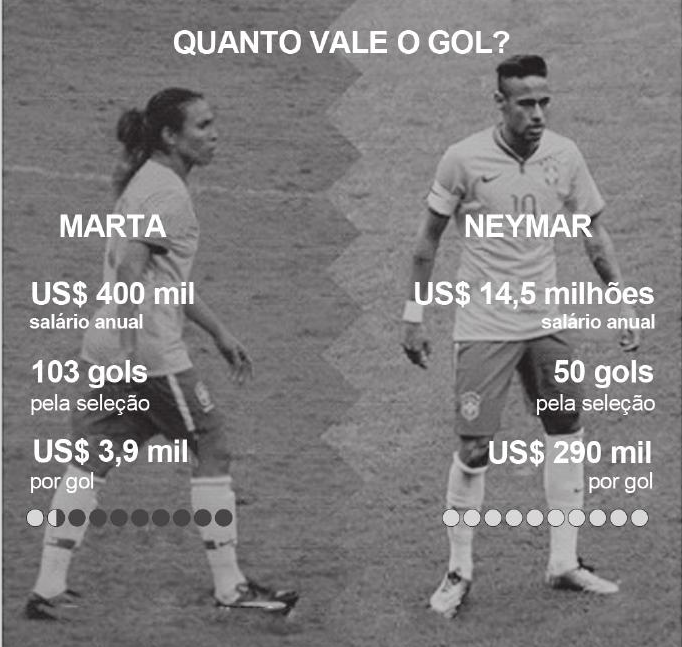 QUANTO VALE O GOL?
MARTA
US$ 400 mil
salário anual
103 gols
pela seleção
US$ 3,9 mil
por gol
NEYMAR
10
US$ 14,5 milhões
salário anual
50 gols
pela seleção
US$ 290 mil
por gol